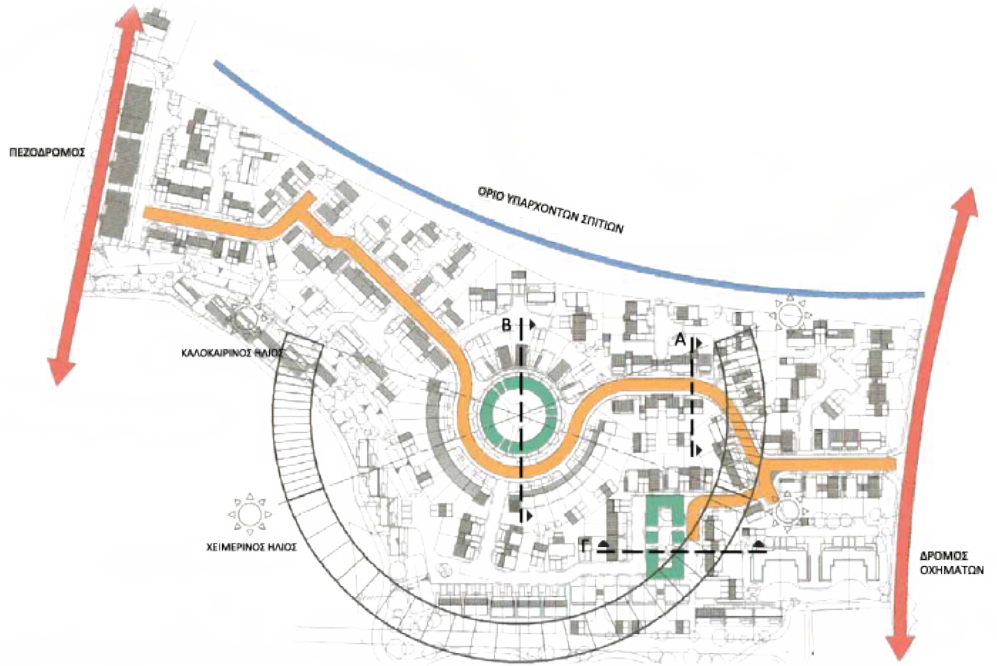 ΠΕΖΟΔΡΟΜΟΣ
ΟΡΙΟ ΥΠΑΡΧΟΝΤΩΝ ΣΠΙΤΙΩΝ
Β
Α
ΚΑΛΟΚΑΙΡΙΝΟΣ ΗΛΙΟΣ
ΧΕΙΜΕΡΙΝΟΣ ΗΛΙΟΣ
Γ
ΔΡΟΜΟΣ
ΟΧΗΜΑΤΩΝ